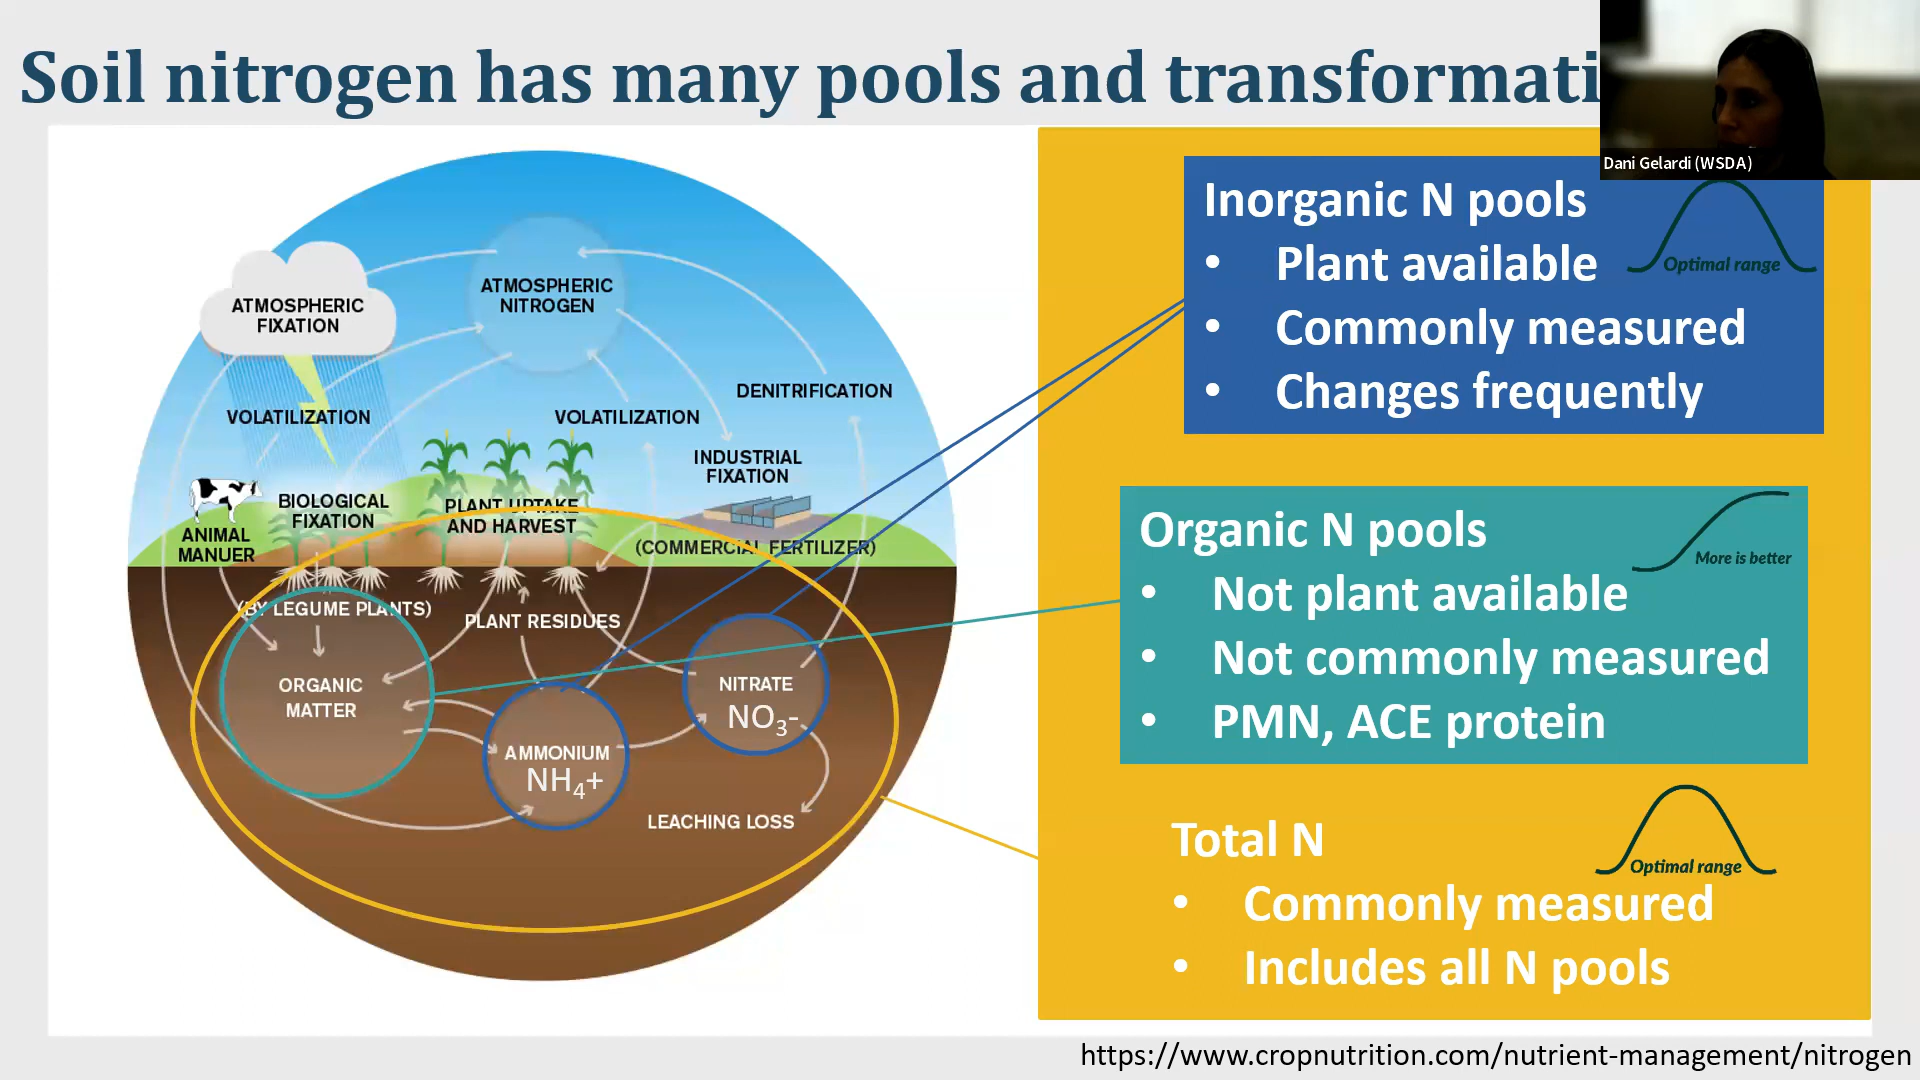 Soil nitrogen has many pools and transformati
Dani Gelardi (WSDA)
ATMOSPHERIC
FIXATION
ATMOSPHERIC
NITROGEN
VOLATILIZATION
VOLATILIZATION
DENITRIFICATION
INDUSTRIAL
FIXATION
(COMMERCIAL FERTILIZER)
ANIMAL
MANUER
BIOLOGICAL
FIXATION
(BY LEGUME PLANTS)
PLANT UPTAKE
AND HARVEST
PLANT RESIDUES
ORGANIC
MATTER
AMMONIUM
NH4+
NITRATE
NO3-
LEACHING LOSS
Inorganic N pools
• Plant available
• Commonly measured
• Changes frequently
Optimal range
Organic N pools
• Not plant available
• Not commonly measured
• PMN, ACE protein
More is better
Total N
• Commonly measured
• Includes all N pools
Optimal range
https://www.cropnutrition.com/nutrient-management/nitrogen